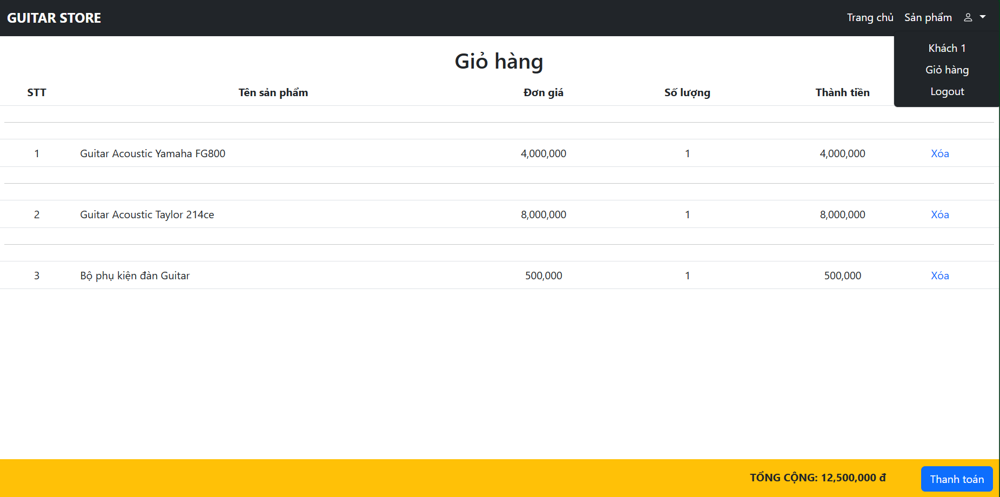 GUITAR STORE Trang chủ Sản phẩm
Khách 1
Giỏ hàng
Logout
Giỏ hàng
STT Tên sản phẩm Đơn giá Số lượng Thành tiền
1 Guitar Acoustic Yamaha FG800 4,000,000 1 4,000,000 Xóa
2 Guitar Acoustic Taylor 214ce 8,000,000 1 8,000,000 Xóa
3 Bộ phụ kiện đàn Guitar 500,000 1 500,000 Xóa
TỔNG CỘNG: 12,500,000 đ Thanh toán